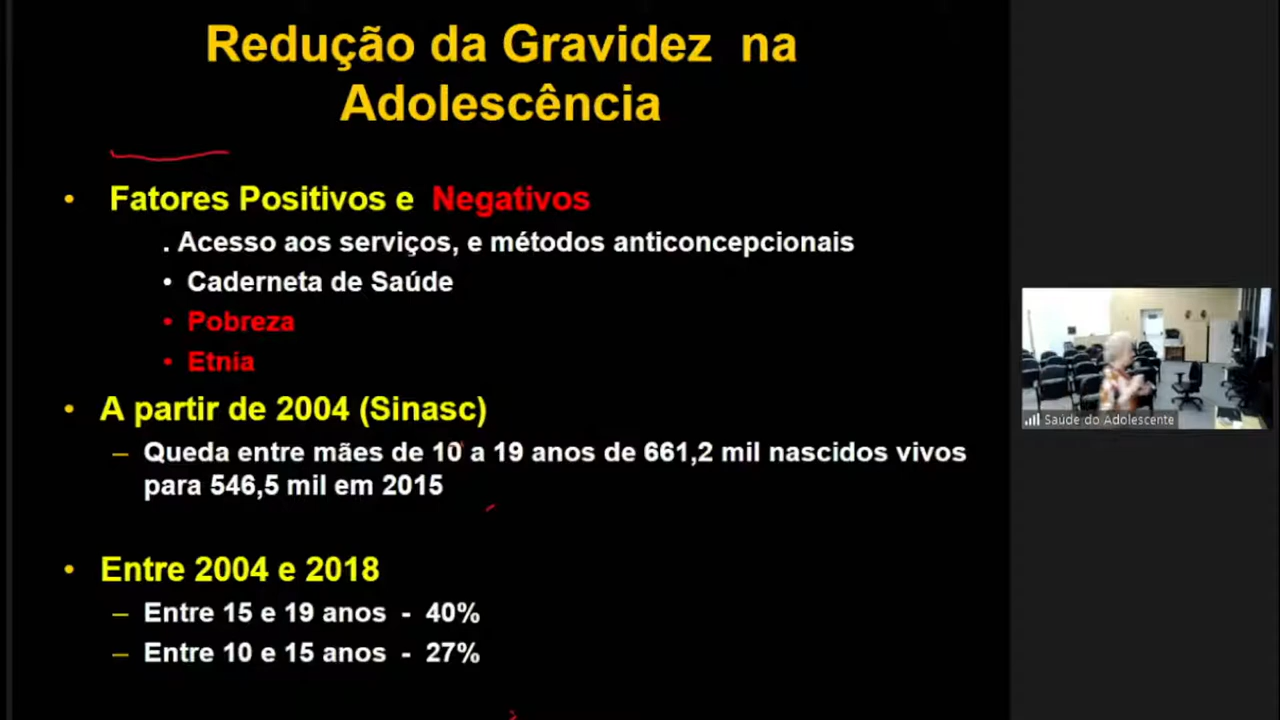 Redução da Gravidez na
Adolescência
• Fatores Positivos e Negativos
. Acesso aos serviços, e métodos anticoncepcionais
• Caderneta de Saúde
• Pobreza
• Etnia
• A partir de 2004 (Sinasc)
– Queda entre mães de 10 a 19 anos de 661,2 mil nascidos vivos
para 546,5 mil em 2015
• Entre 2004 e 2018
– Entre 15 e 19 anos - 40%
– Entre 10 e 15 anos - 27%
Saúde do Adolescente